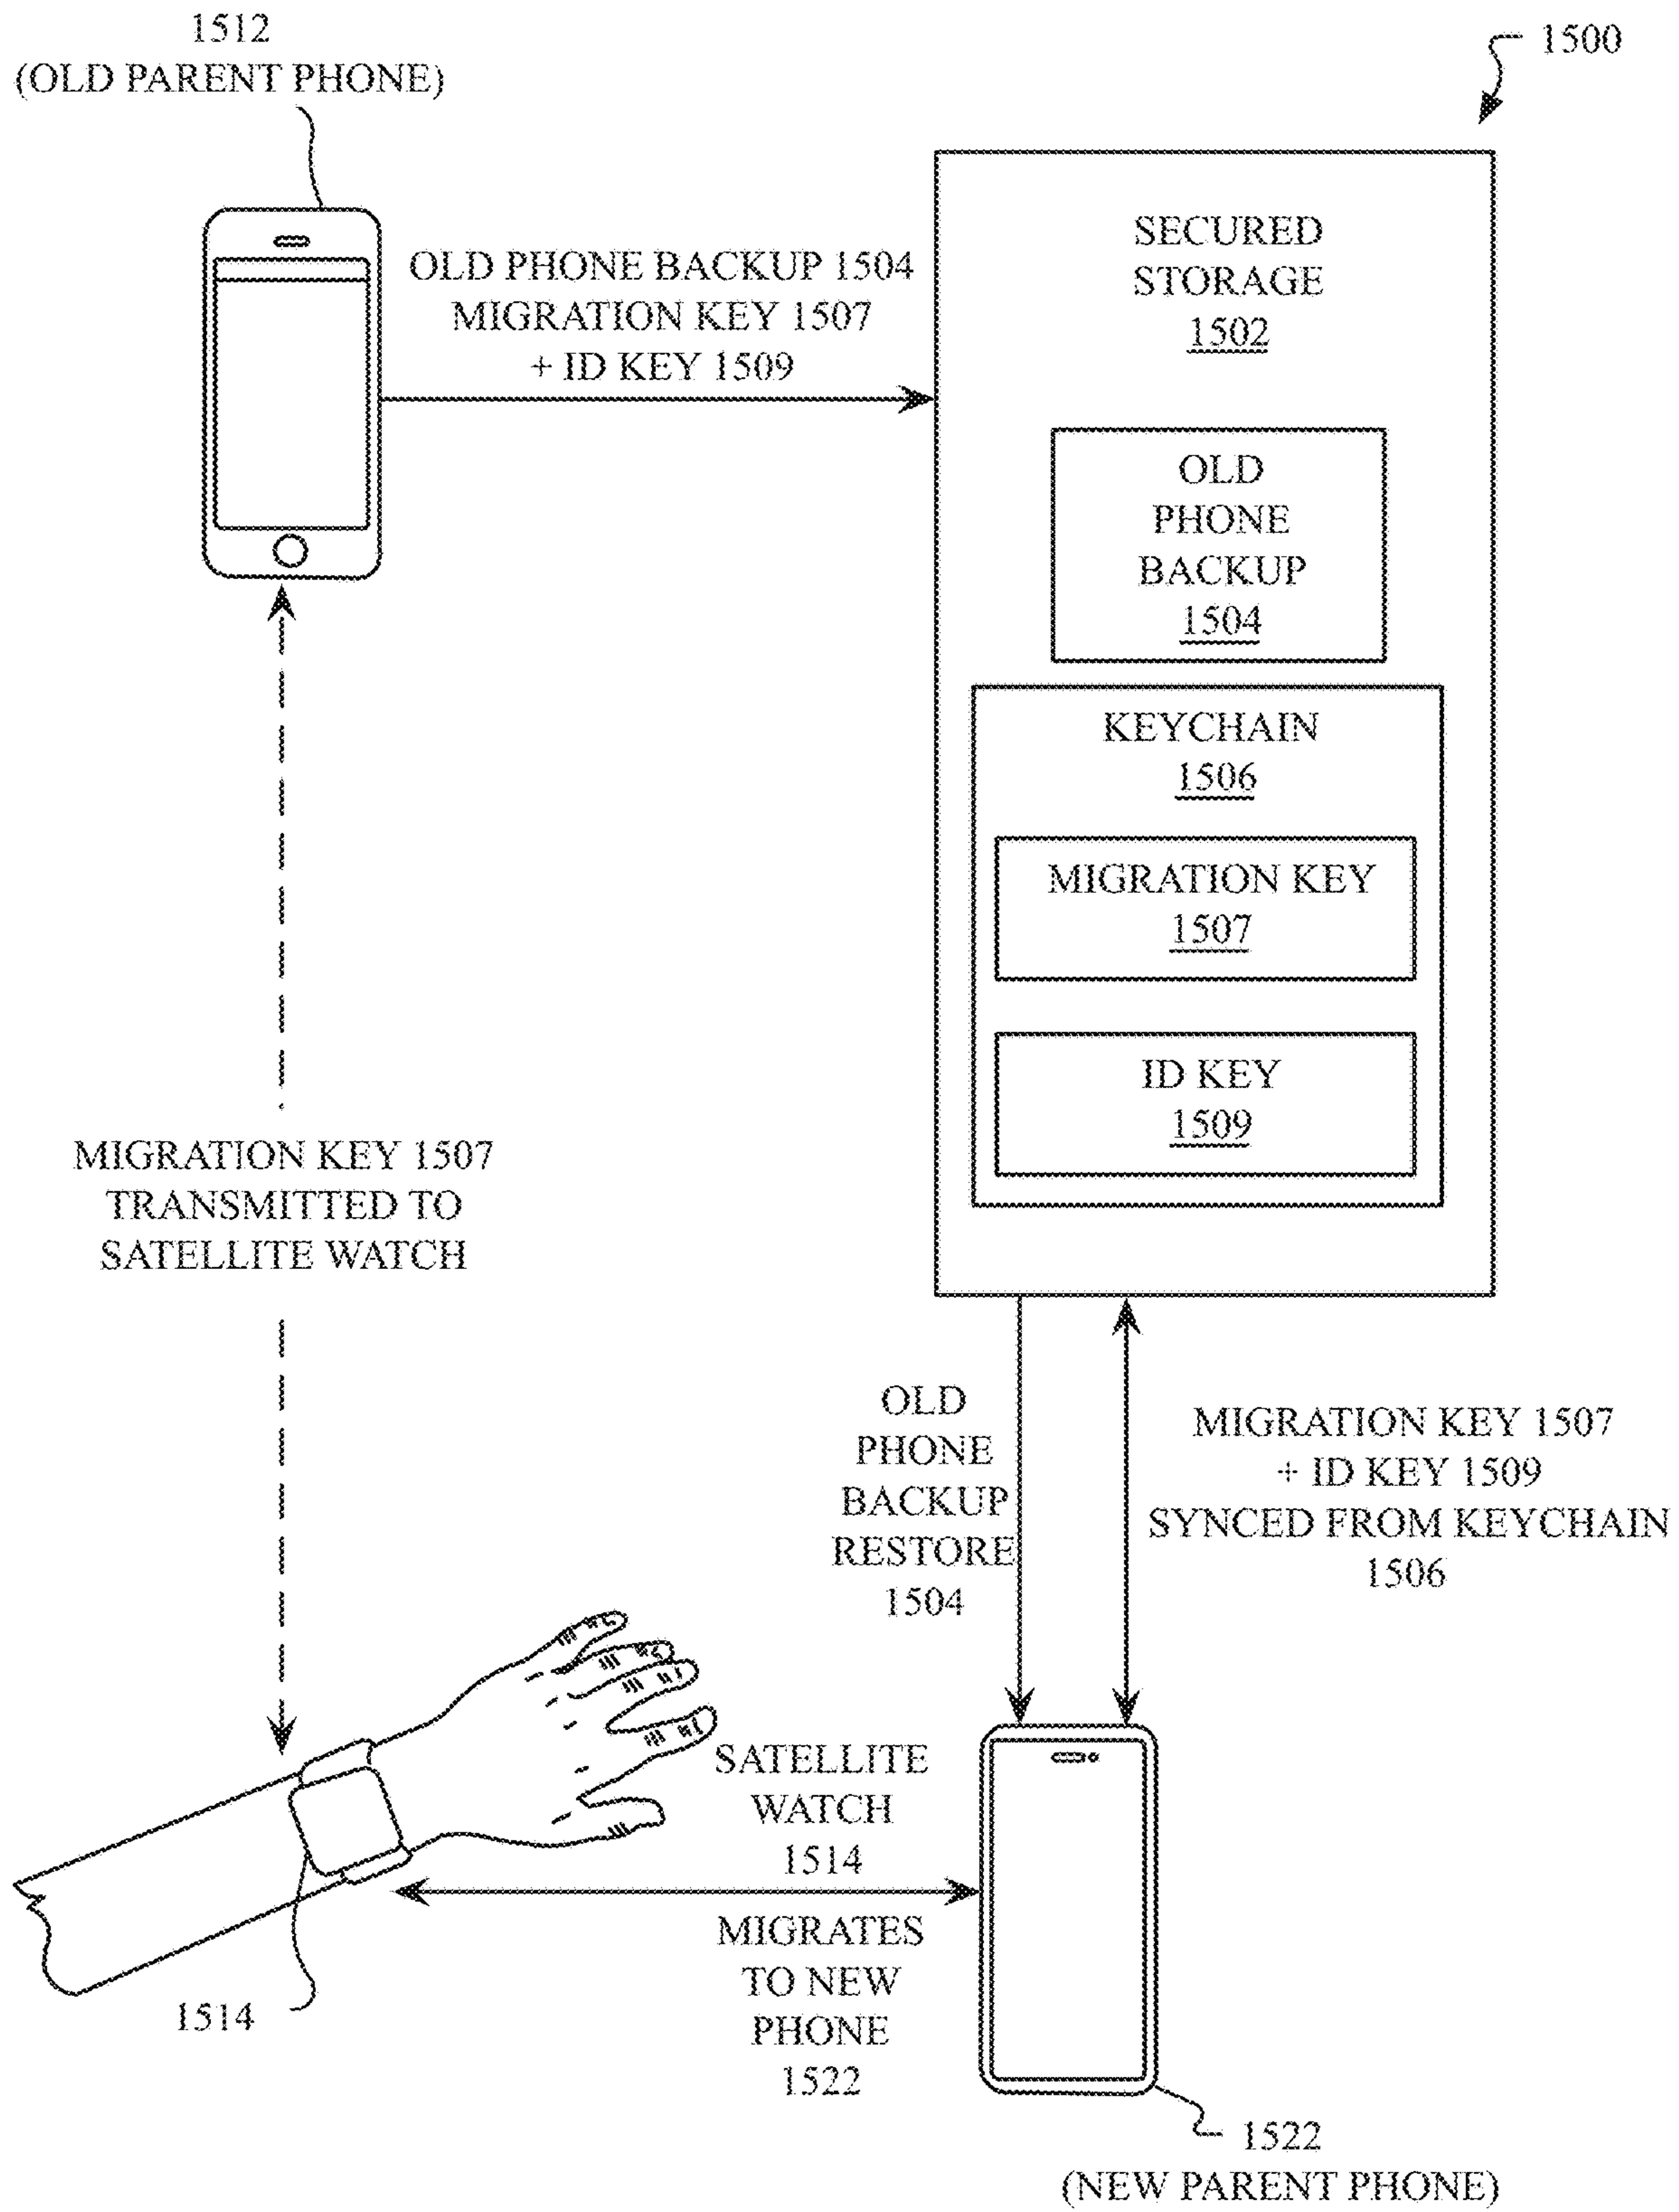 1512
(OLD PARENT PHONE)
1500
OLD PHONE BACKUP 1504
MIGRATION KEY 1507
+ ID KEY 1509
SECURED
STORAGE
1502
OLD
PHONE
BACKUP
1504
KEYCHAIN
1506
MIGRATION KEY
1507
ID KEY
1509
MIGRATION KEY 1507
TRANSMITTED TO
SATELLITE WATCH
OLD
PHONE
BACKUP
RESTORE
1504
MIGRATION KEY 1507
+ ID KEY 1509
SYNCED FROM KEYCHAIN
1506
SATELLITE
WATCH
1514
MIGRATES
TO NEW
PHONE
1522
1514
1522
(NEW PARENT PHONE)